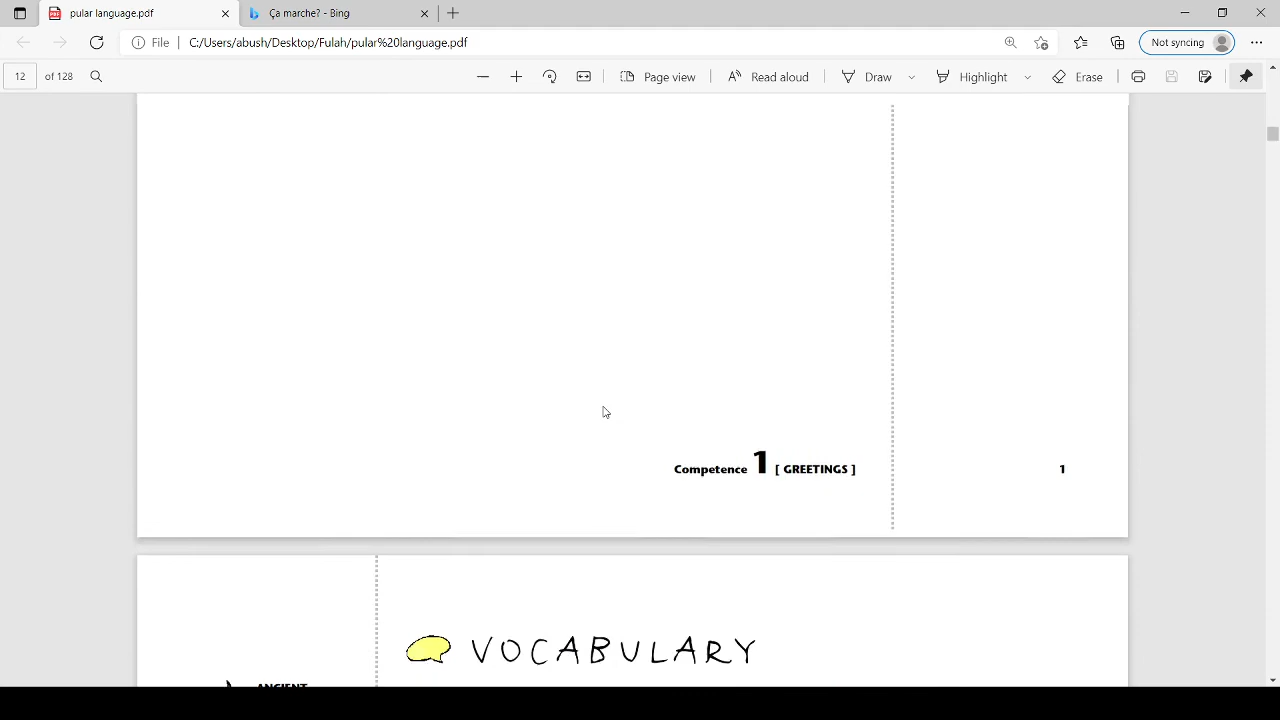 pular language.pdf
Ça marche? - Bing
File
C:/Users/abush/Desktop/Fulah/pular%20language.pdf
Not syncing
12 of 128
Page view
Read aloud
Draw
Highlight
Erase
Competence 1 [ GREETINGS ]
1
VOCABULARY
ANCIENT